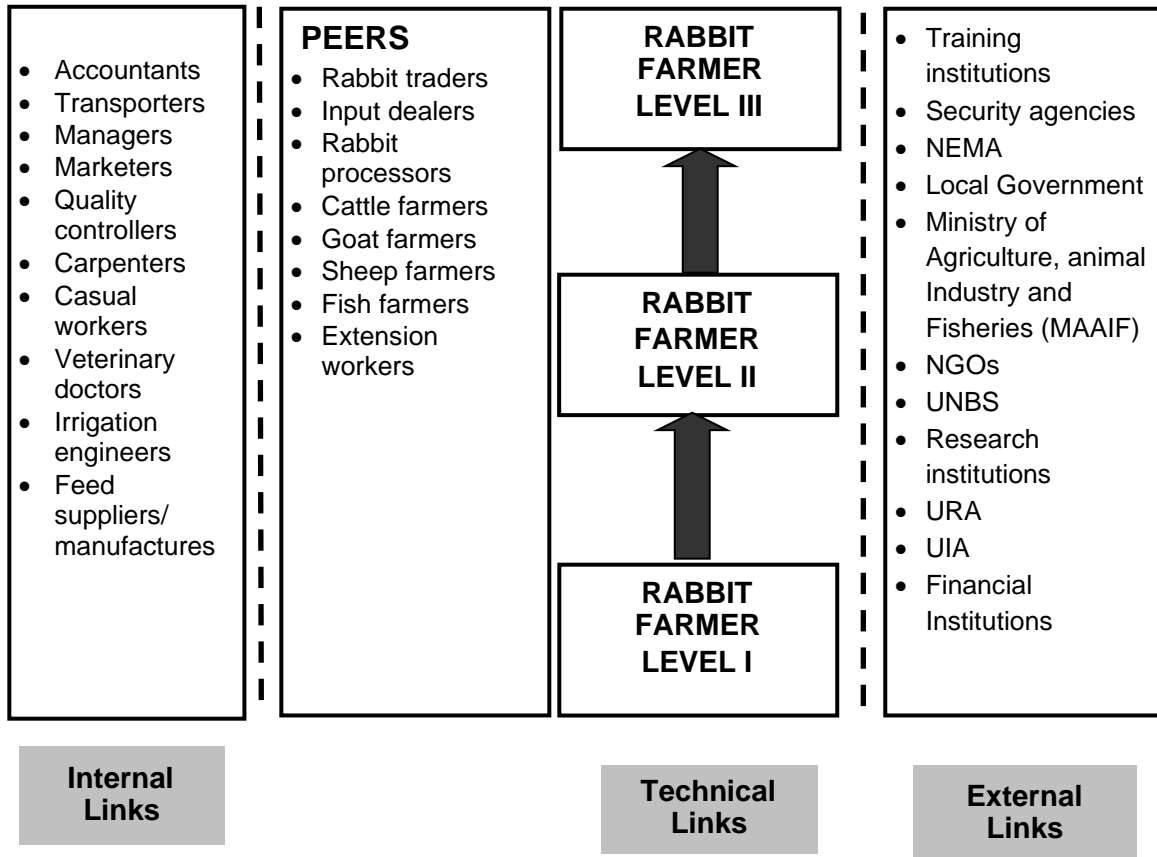 • Accountants
• Transporters
• Managers
• Marketers
• Quality
controllers
• Carpenters
• Casual
workers
• Veterinary
doctors
• Irrigation
engineers
• Feed
suppliers/
manufactures
PEERS
• Rabbit traders
• Input dealers
• Rabbit
processors
• Cattle farmers
• Goat farmers
• Sheep farmers
• Fish farmers
• Extension
workers
RABBIT
FARMER
LEVEL III
RABBIT
FARMER
LEVEL II
RABBIT
FARMER
LEVEL I
• Training
institutions
• Security agencies
• NEMA
• Local Government
• Ministry of
Agriculture, animal
Industry and
Fisheries (MAAIF)
• NGOs
• UNBS
• Research
institutions
• URA
• UIA
• Financial
Institutions
Internal
Links
Technical
Links
External
Links